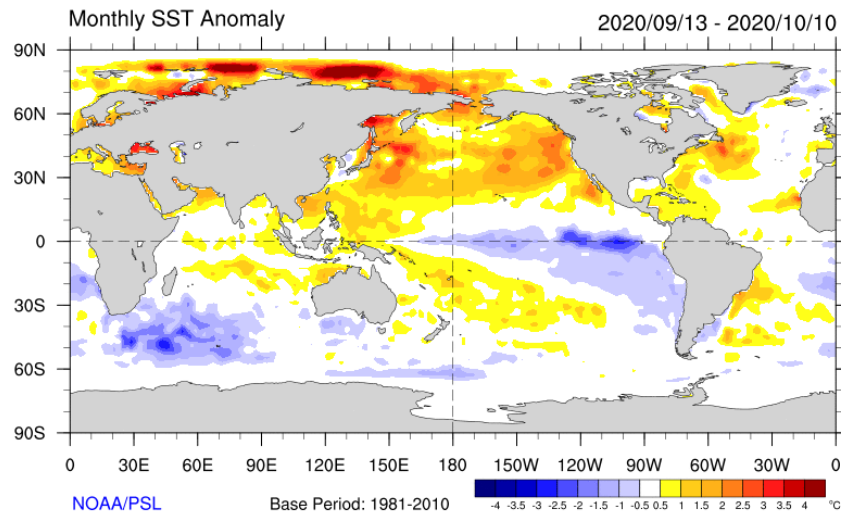 Monthly SST Anomaly 2020/09/13 - 2020/10/10
90N
60N
30N
0
30S
60S
90S
0 30E 60E 90E 120E 150E 180 150W 120W 90W 60W 30W 0
NOAA/PSL Base Period: 1981-2010
-4 -3.5 -3 -2.5 -2 -1.5 -1 -0.5 0.5 1 1.5 2 2.5 3 3.5 4 °C